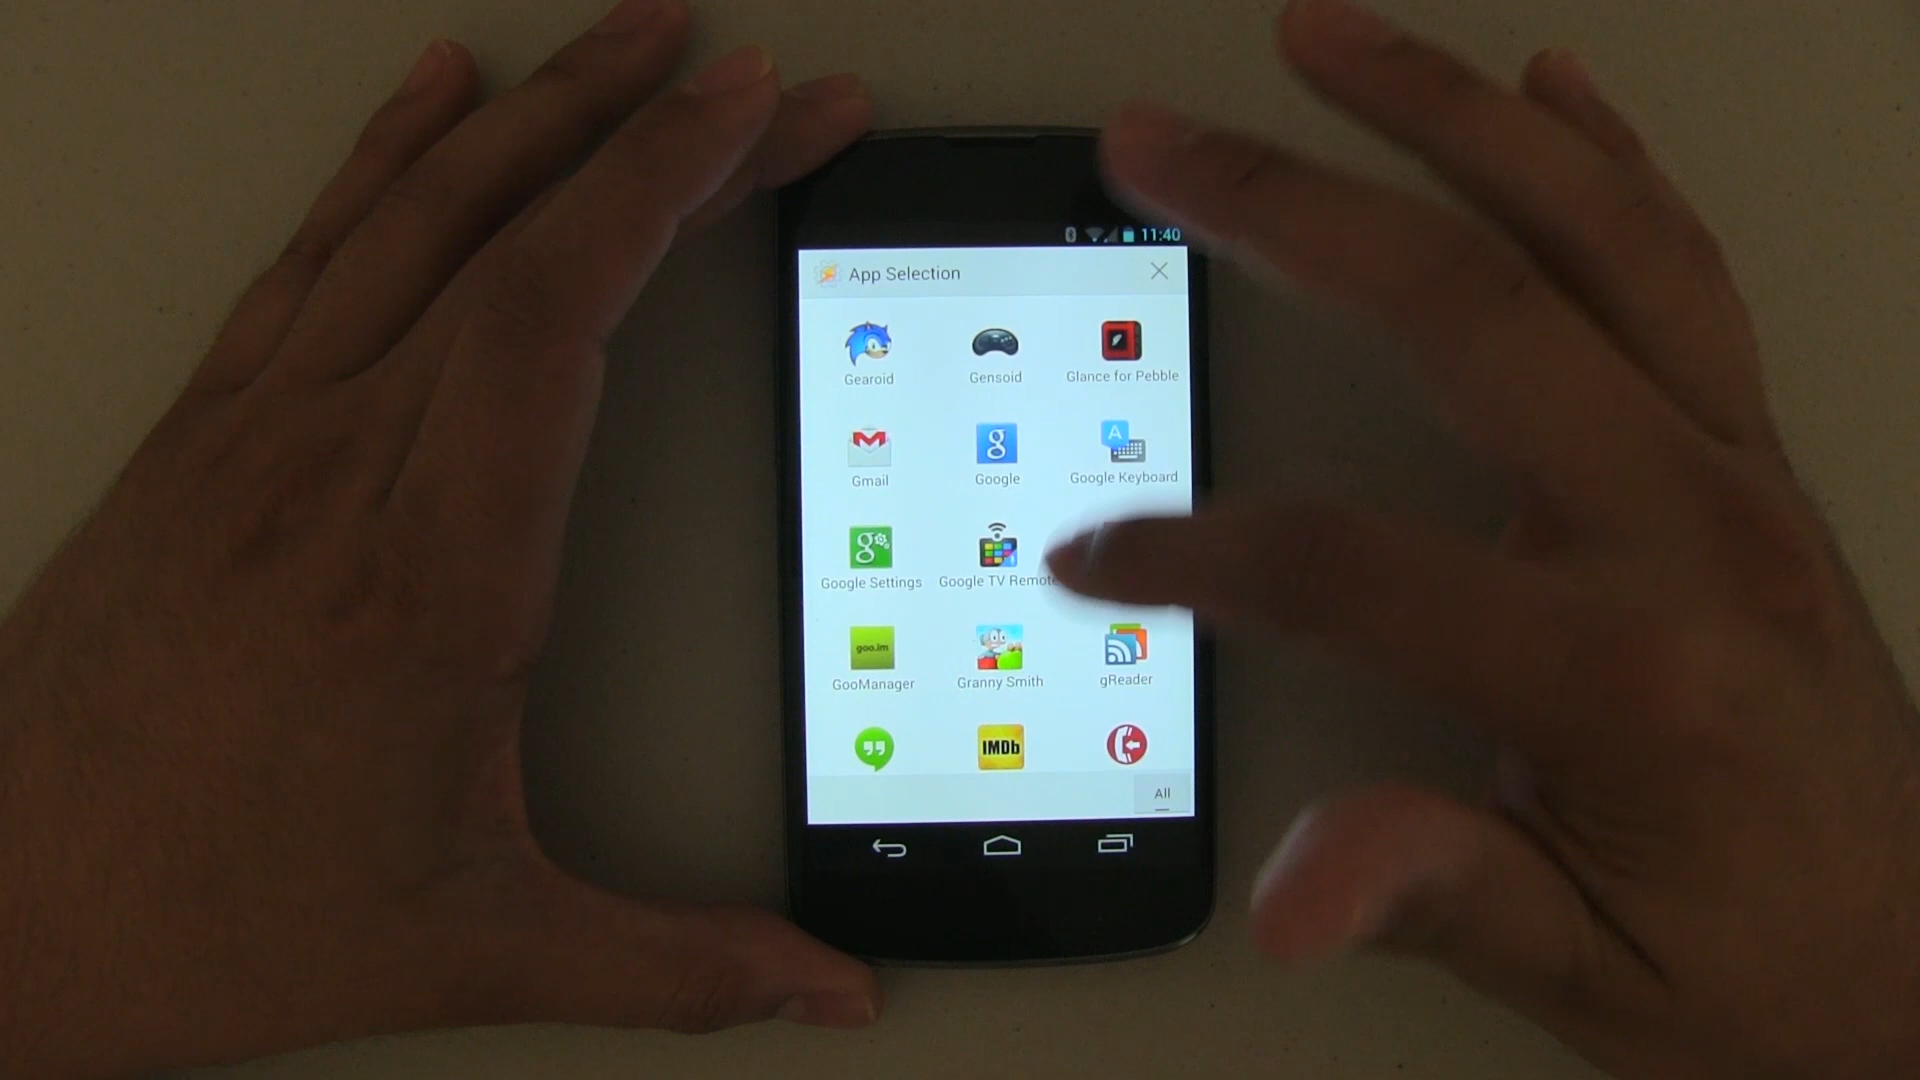 11:40
App Selection
Gearoid Gensoid Glance for Pebble
A
g
Gmail Google Google Keyboard
g
Google Settings Google TV Remote
goo.im
GooManager Granny Smith gReader
IMDb
All